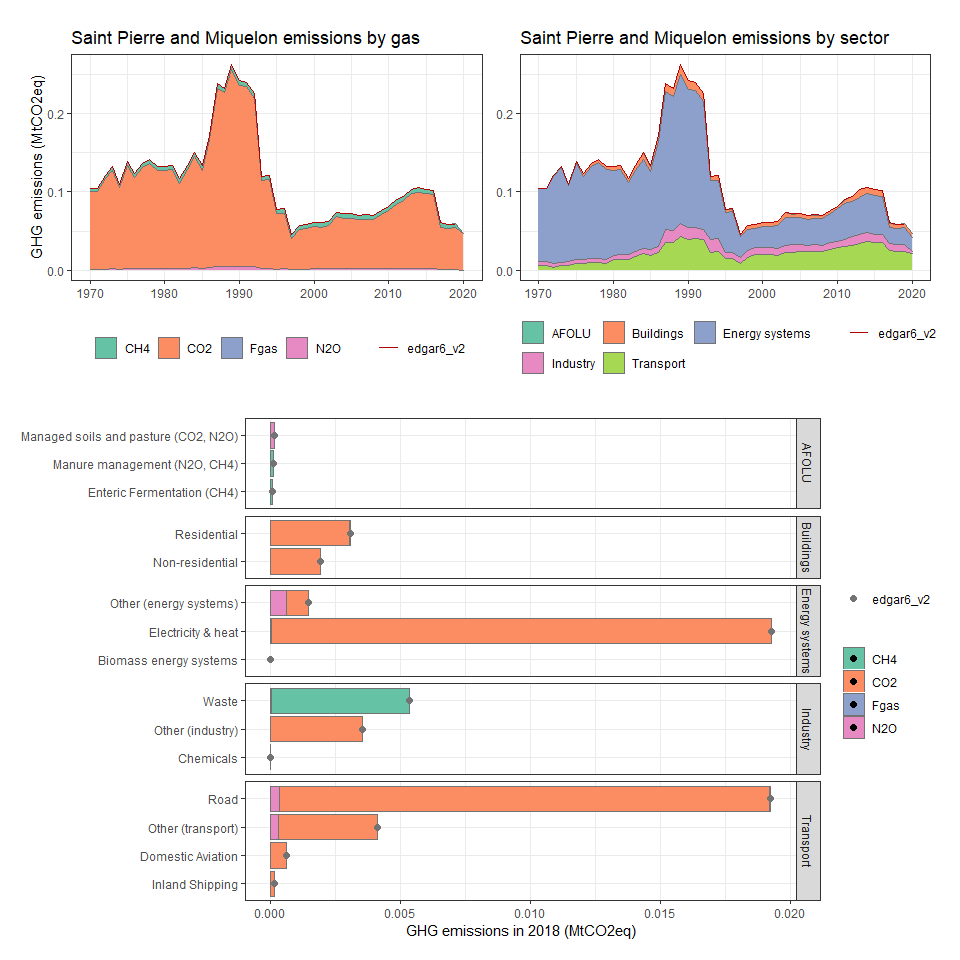 Saint Pierre and Miquelon emissions by gas
GHG emissions (MtCO2eq)
0.2
0.1
0.0
1970 1980 1990 2000 2010 2020
CH4 CO2 Fgas N2O edgar6_v2
Saint Pierre and Miquelon emissions by sector
0.2
0.1
0.0
1970 1980 1990 2000 2010 2020
AFOLU Buildings Energy systems edgar6_v2
Industry Transport
Managed soils and pasture (CO2, N2O)
Manure management (N2O, CH4)
Enteric Fermentation (CH4)
AFOLU
Residential
Non-residential
Buildings
Other (energy systems)
Electricity & heat
Biomass energy systems
Energy systems
Waste
Other (industry)
Chemicals
Industry
Road
Other (transport)
Domestic Aviation
Inland Shipping
Transport
0.000 0.005 0.010 0.015 0.020
GHG emissions in 2018 (MtCO2eq)
edgar6_v2
CH4
CO2
Fgas
N2O